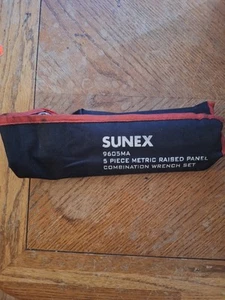 SUNEX
9605MA
5 PIECE METRIC RAISED PANEL
COMBINATION WRENCH SET